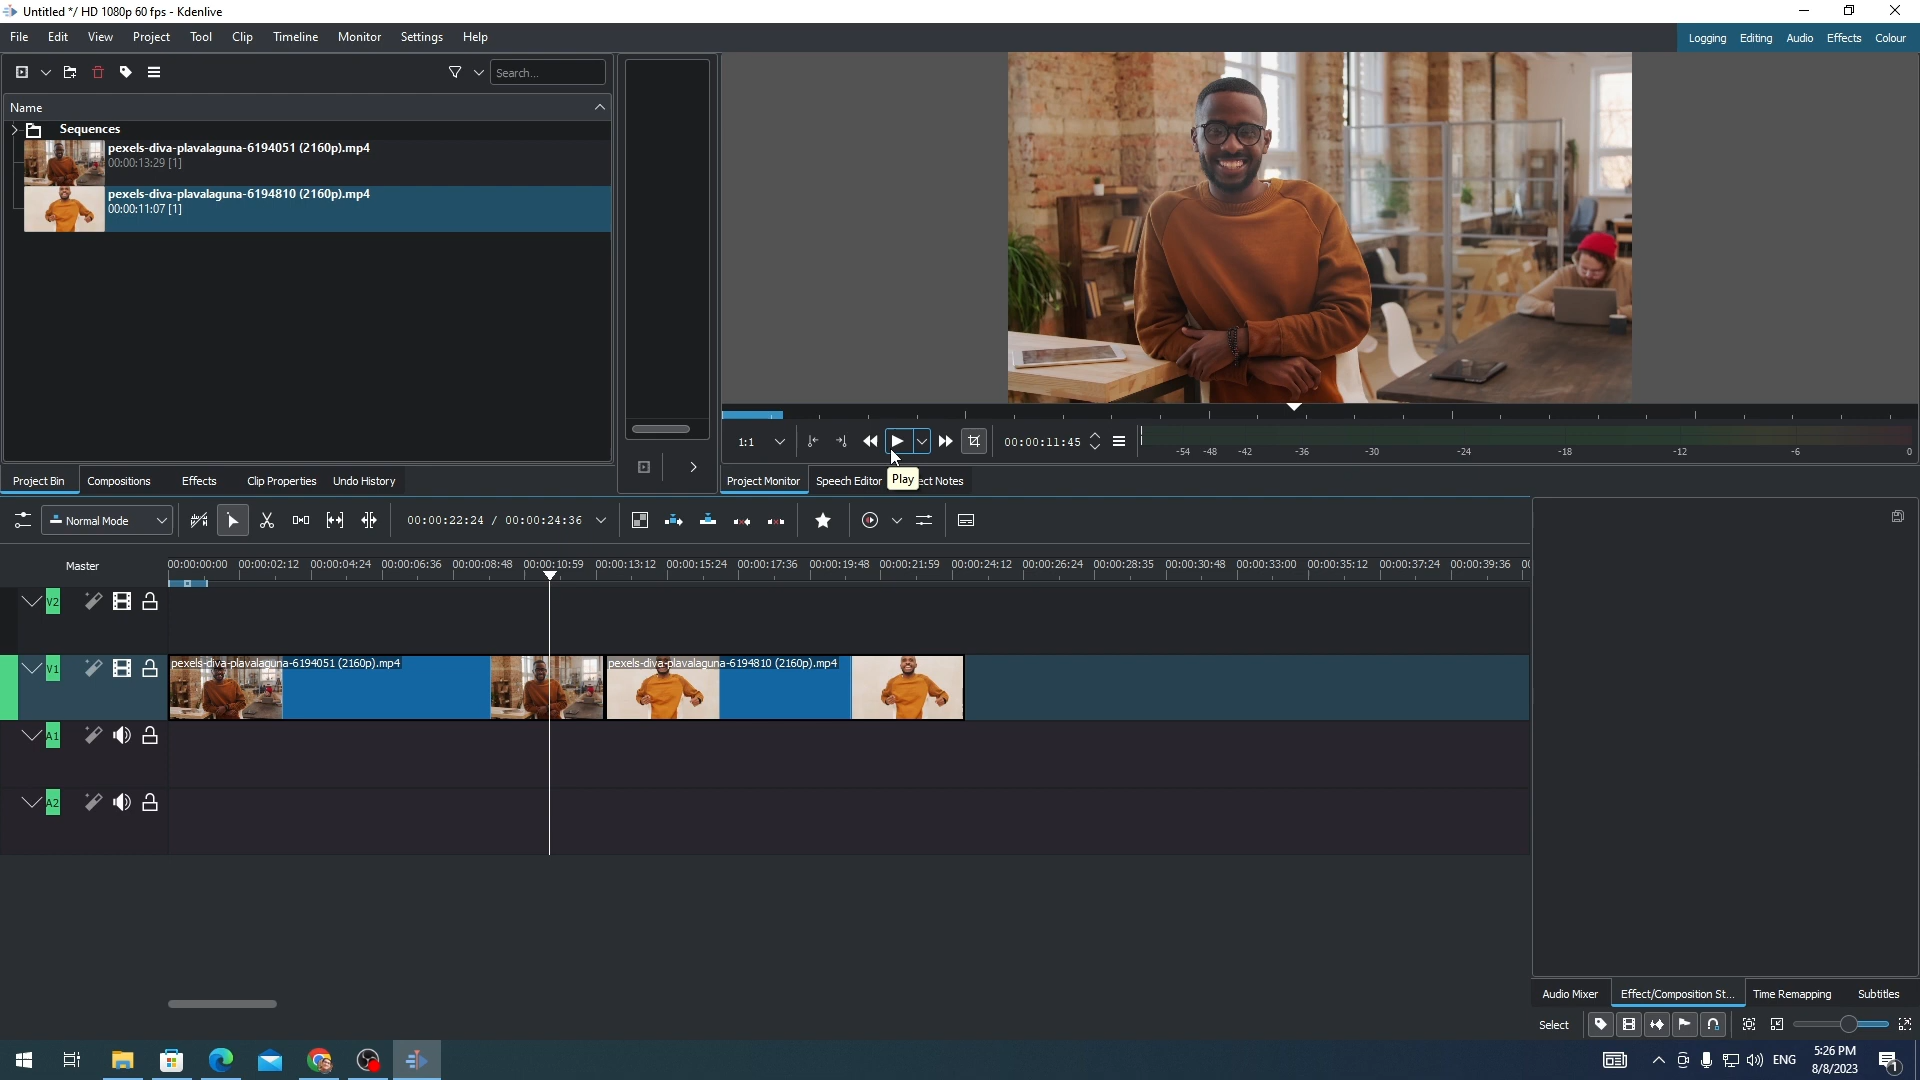 Untitled */ HD 1080p 60 fps - Kdenlive
File Edit View Project Tool Clip Timeline Monitor Settings Help
Logging Editing Audio Effects Colour
Search...
Name
Sequences
pexels-diva-plavalaguna-6194051 (2160p).mp4
00:00:13:29 [1]
pexels-diva-plavalaguna-6194810 (2160p).mp4
00:00:11:07 [1]
1:1
00:00:11:45
-54 -48 -42 -36 -30 -24 -18 -12 -6 0
Project Bin Compositions Effects Clip Properties Undo History
Project Monitor Speech Editor Play ect Notes
Normal Mode
00:00:22:24 / 00:00:24:36
Master
00:00:00:00 00:00:02:12 00:00:04:24 00:00:06:36 00:00:08:48 00:00:10:59 00:00:13:12 00:00:15:24 00:00:17:36 00:00:19:48 00:00:21:59 00:00:24:12 00:00:26:24 00:00:28:35 00:00:30:48 00:00:33:00 00:00:35:12 00:00:37:24 00:00:39:36
V2
V1
pexels-diva-plavalaguna-6194051 (2160p).mp4
pexels-diva-plavalaguna-6194810 (2160p).mp4
A1
A2
Audio Mixer Effect/Composition St... Time Remapping Subtitles
Select
ENG
5:26 PM
8/8/2023
1